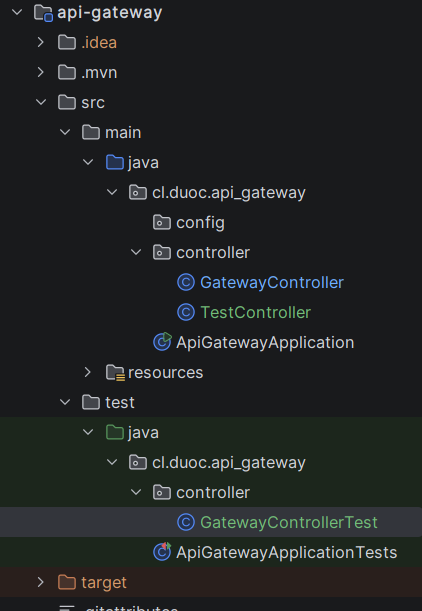 api-gateway
.idea
.mvn
src
main
java
cl.duoc.api_gateway
config
controller
GatewayController
TestController
ApiGatewayApplication
resources
test
java
cl.duoc.api_gateway
controller
GatewayControllerTest
ApiGatewayApplicationTests
target
.gitattributes